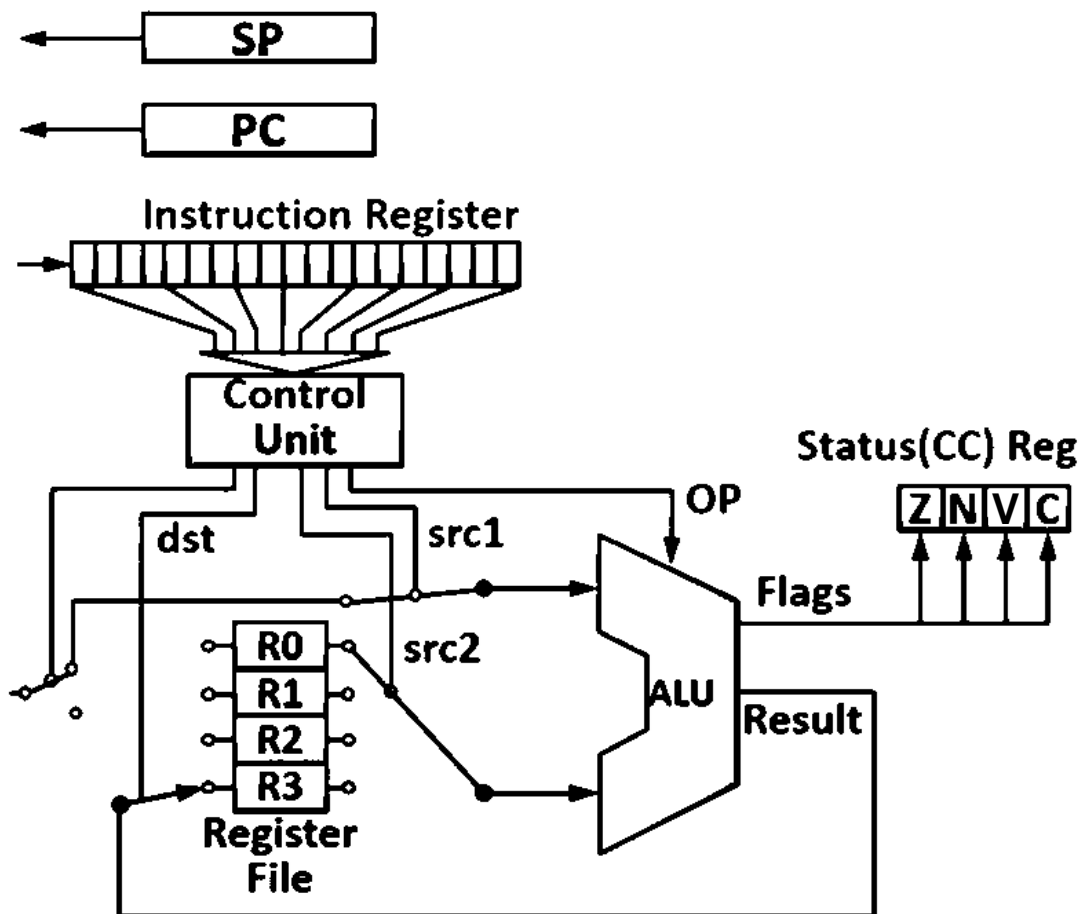 SP
PC
Instruction Register
Control
Unit
Status(CC) Reg
OP
Z N V C
dst
src1
Flags
R0
src2
R1
ALU
R2
Result
R3
Register
File